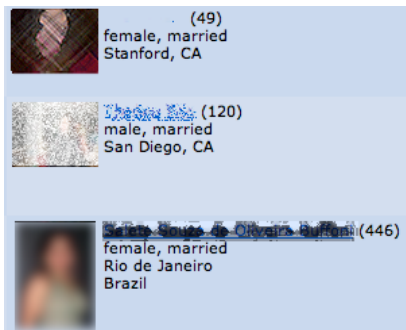 (49)
female, married
Stanford, CA
(120)
male, married
San Diego, CA
(446)
female, married
Rio de Janeiro
Brazil